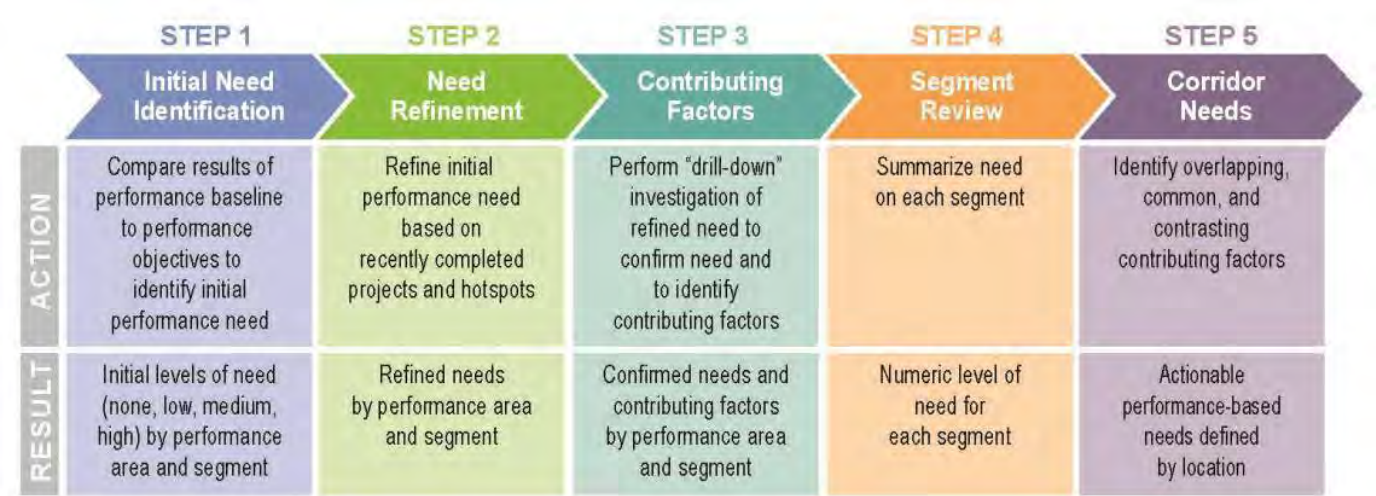 STEP 1
Initial Need
Identification
STEP 2
Need
Refinement
STEP 3
Contributing
Factors
STEP 4
Segment
Review
STEP 5
Corridor
Needs
ACTION
Compare results of
performance baseline
to performance
objectives to
identify initial
performance need
Refine initial
performance need
based on
recently completed
projects and hotspots
Perform “drill-down”
investigation of
refined need to
confirm need and
to identify
contributing factors
Summarize need
on each segment
Identify overlapping,
common, and
contrasting
contributing factors
RESULT
Initial levels of need
(none, low, medium,
high) by performance
area and segment
Refined needs
by performance area
and segment
Confirmed needs and
contributing factors
by performance area
and segment
Numeric level of
need for
each segment
Actionable
performance-based
needs defined
by location